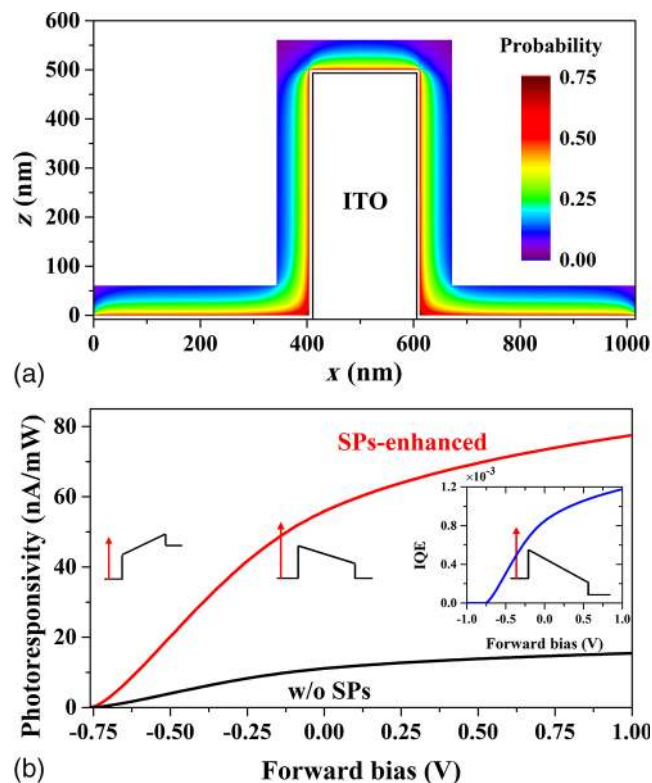 600
500
400
300
200
100
0
z (nm)
Probability
0.75
0.50
0.25
0.00
ITO
0 200 400 600 800 1000
x (nm)
(a)
80
60
40
20
0
Photoresponsivity (nA/mW)
SPs-enhanced
w/o SPs
×10⁻³
1.2
0.8
0.4
0.0
IQE
-1.0 -0.5 0.0 0.5 1.0
Forward bias (V)
-0.75 -0.50 -0.25 0.00 0.25 0.50 0.75 1.00
Forward bias (V)
(b)